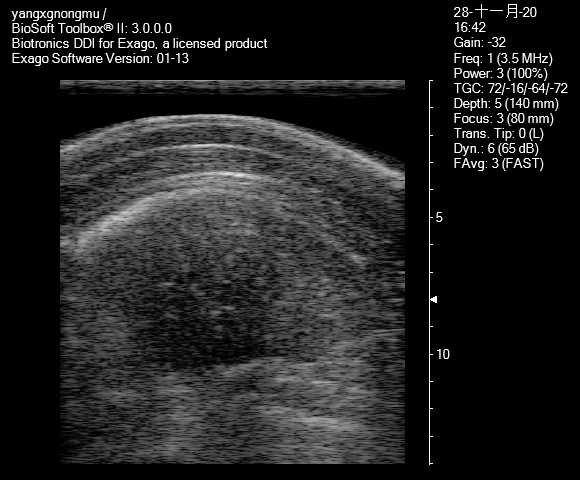 yangxgnongmu /
BioSoft Toolbox® II: 3.0.0.0
Biotronics DDI for Exago, a licensed product
Exago Software Version: 01-13
28-十一月-20
16:42
Gain: -32
Freq: 1 (3.5 MHz)
Power: 3 (100%)
TGC: 72/-16/-64/-72
Depth: 5 (140 mm)
Focus: 3 (80 mm)
Trans. Tip: 0 (L)
Dyn.: 6 (65 dB)
FAvg: 3 (FAST)
5
10